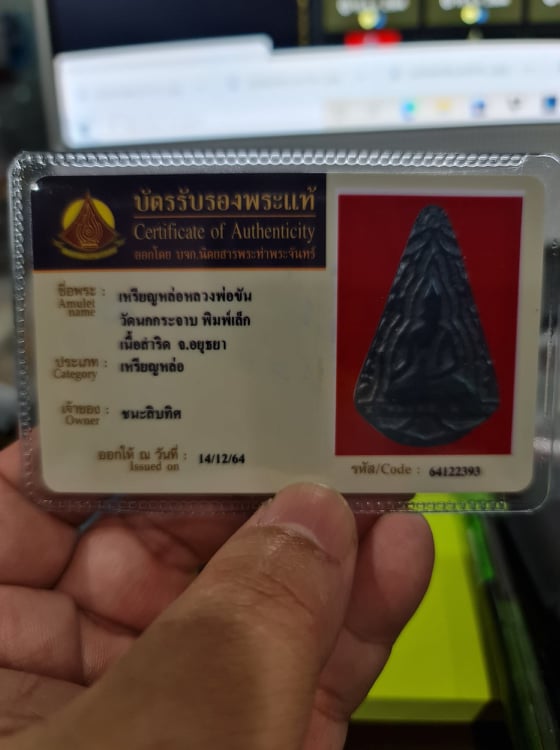 บัตรรับรองพระแท้
Certificate of Authenticity
ออกโดย บจก.นิตยสารพระท่าพระจันทร์
ชื่อพระ : เหรียญหล่อหลวงพ่อขัน
Amulet name
วัดนกกระจาบ พิมพ์เล็ก
เนื้อสำริด จ.อยุธยา
ประเภท : เหรียญหล่อ
Category
เจ้าของ : ชนะสิบทิศ
Owner
ออกให้ ณ วันที่ : 14/12/64
Issued on
รหัส/Code : 64122393